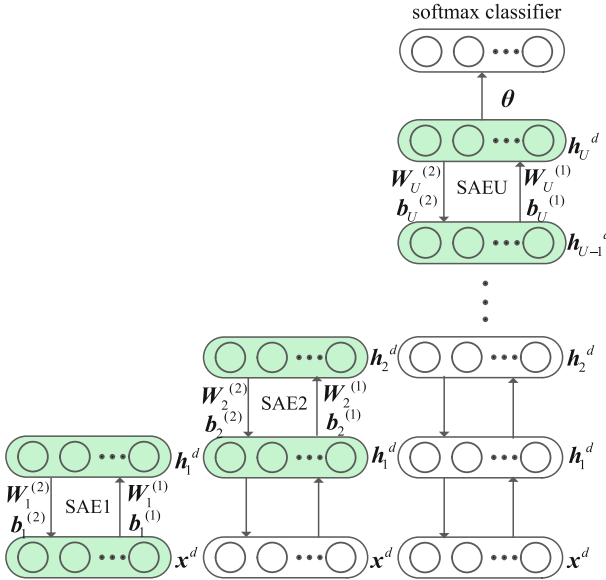 softmax classifier
θ
h_U^d
W_U^(2) SAEU W_U^(1)
b_U^(2) b_U^(1)
h_{U-1}^d
h_2^d h_2^d
W_2^(2) SAE2 W_2^(1)
b_2^(2) b_2^(1)
h_1^d h_1^d h_1^d
W_1^(2) SAE1 W_1^(1)
b_1^(2) b_1^(1)
x^d x^d x^d